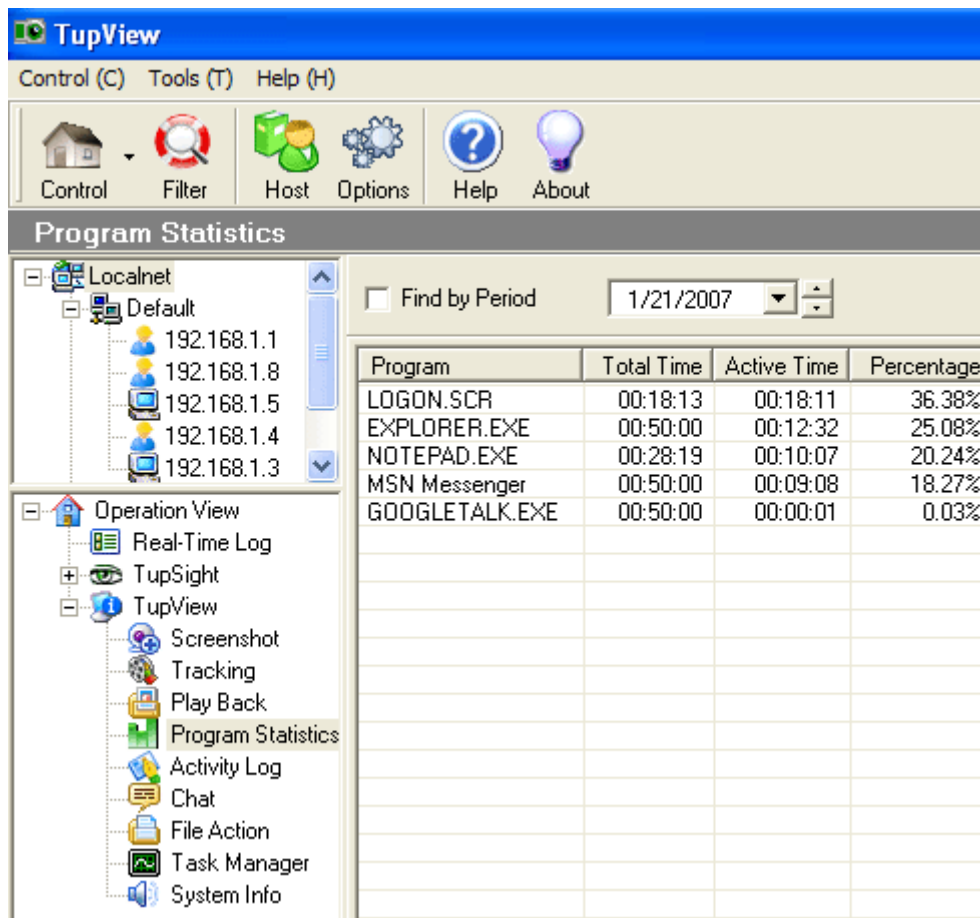 TupView
Control (C) Tools (T) Help (H)
Control Filter Host Options Help About
Program Statistics
Localnet
Default
192.168.1.1
192.168.1.8
192.168.1.5
192.168.1.4
192.168.1.3
Operation View
Real-Time Log
TupSight
TupView
Screenshot
Tracking
Play Back
Program Statistics
Activity Log
Chat
File Action
Task Manager
System Info
Find by Period 1/21/2007
Program Total Time Active Time Percentage
LOGON.SCR 00:18:13 00:18:11 36.38%
EXPLORER.EXE 00:50:00 00:12:32 25.08%
NOTEPAD.EXE 00:28:19 00:10:07 20.24%
MSN Messenger 00:50:00 00:09:08 18.27%
GOOGLETALK.EXE 00:50:00 00:00:01 0.03%